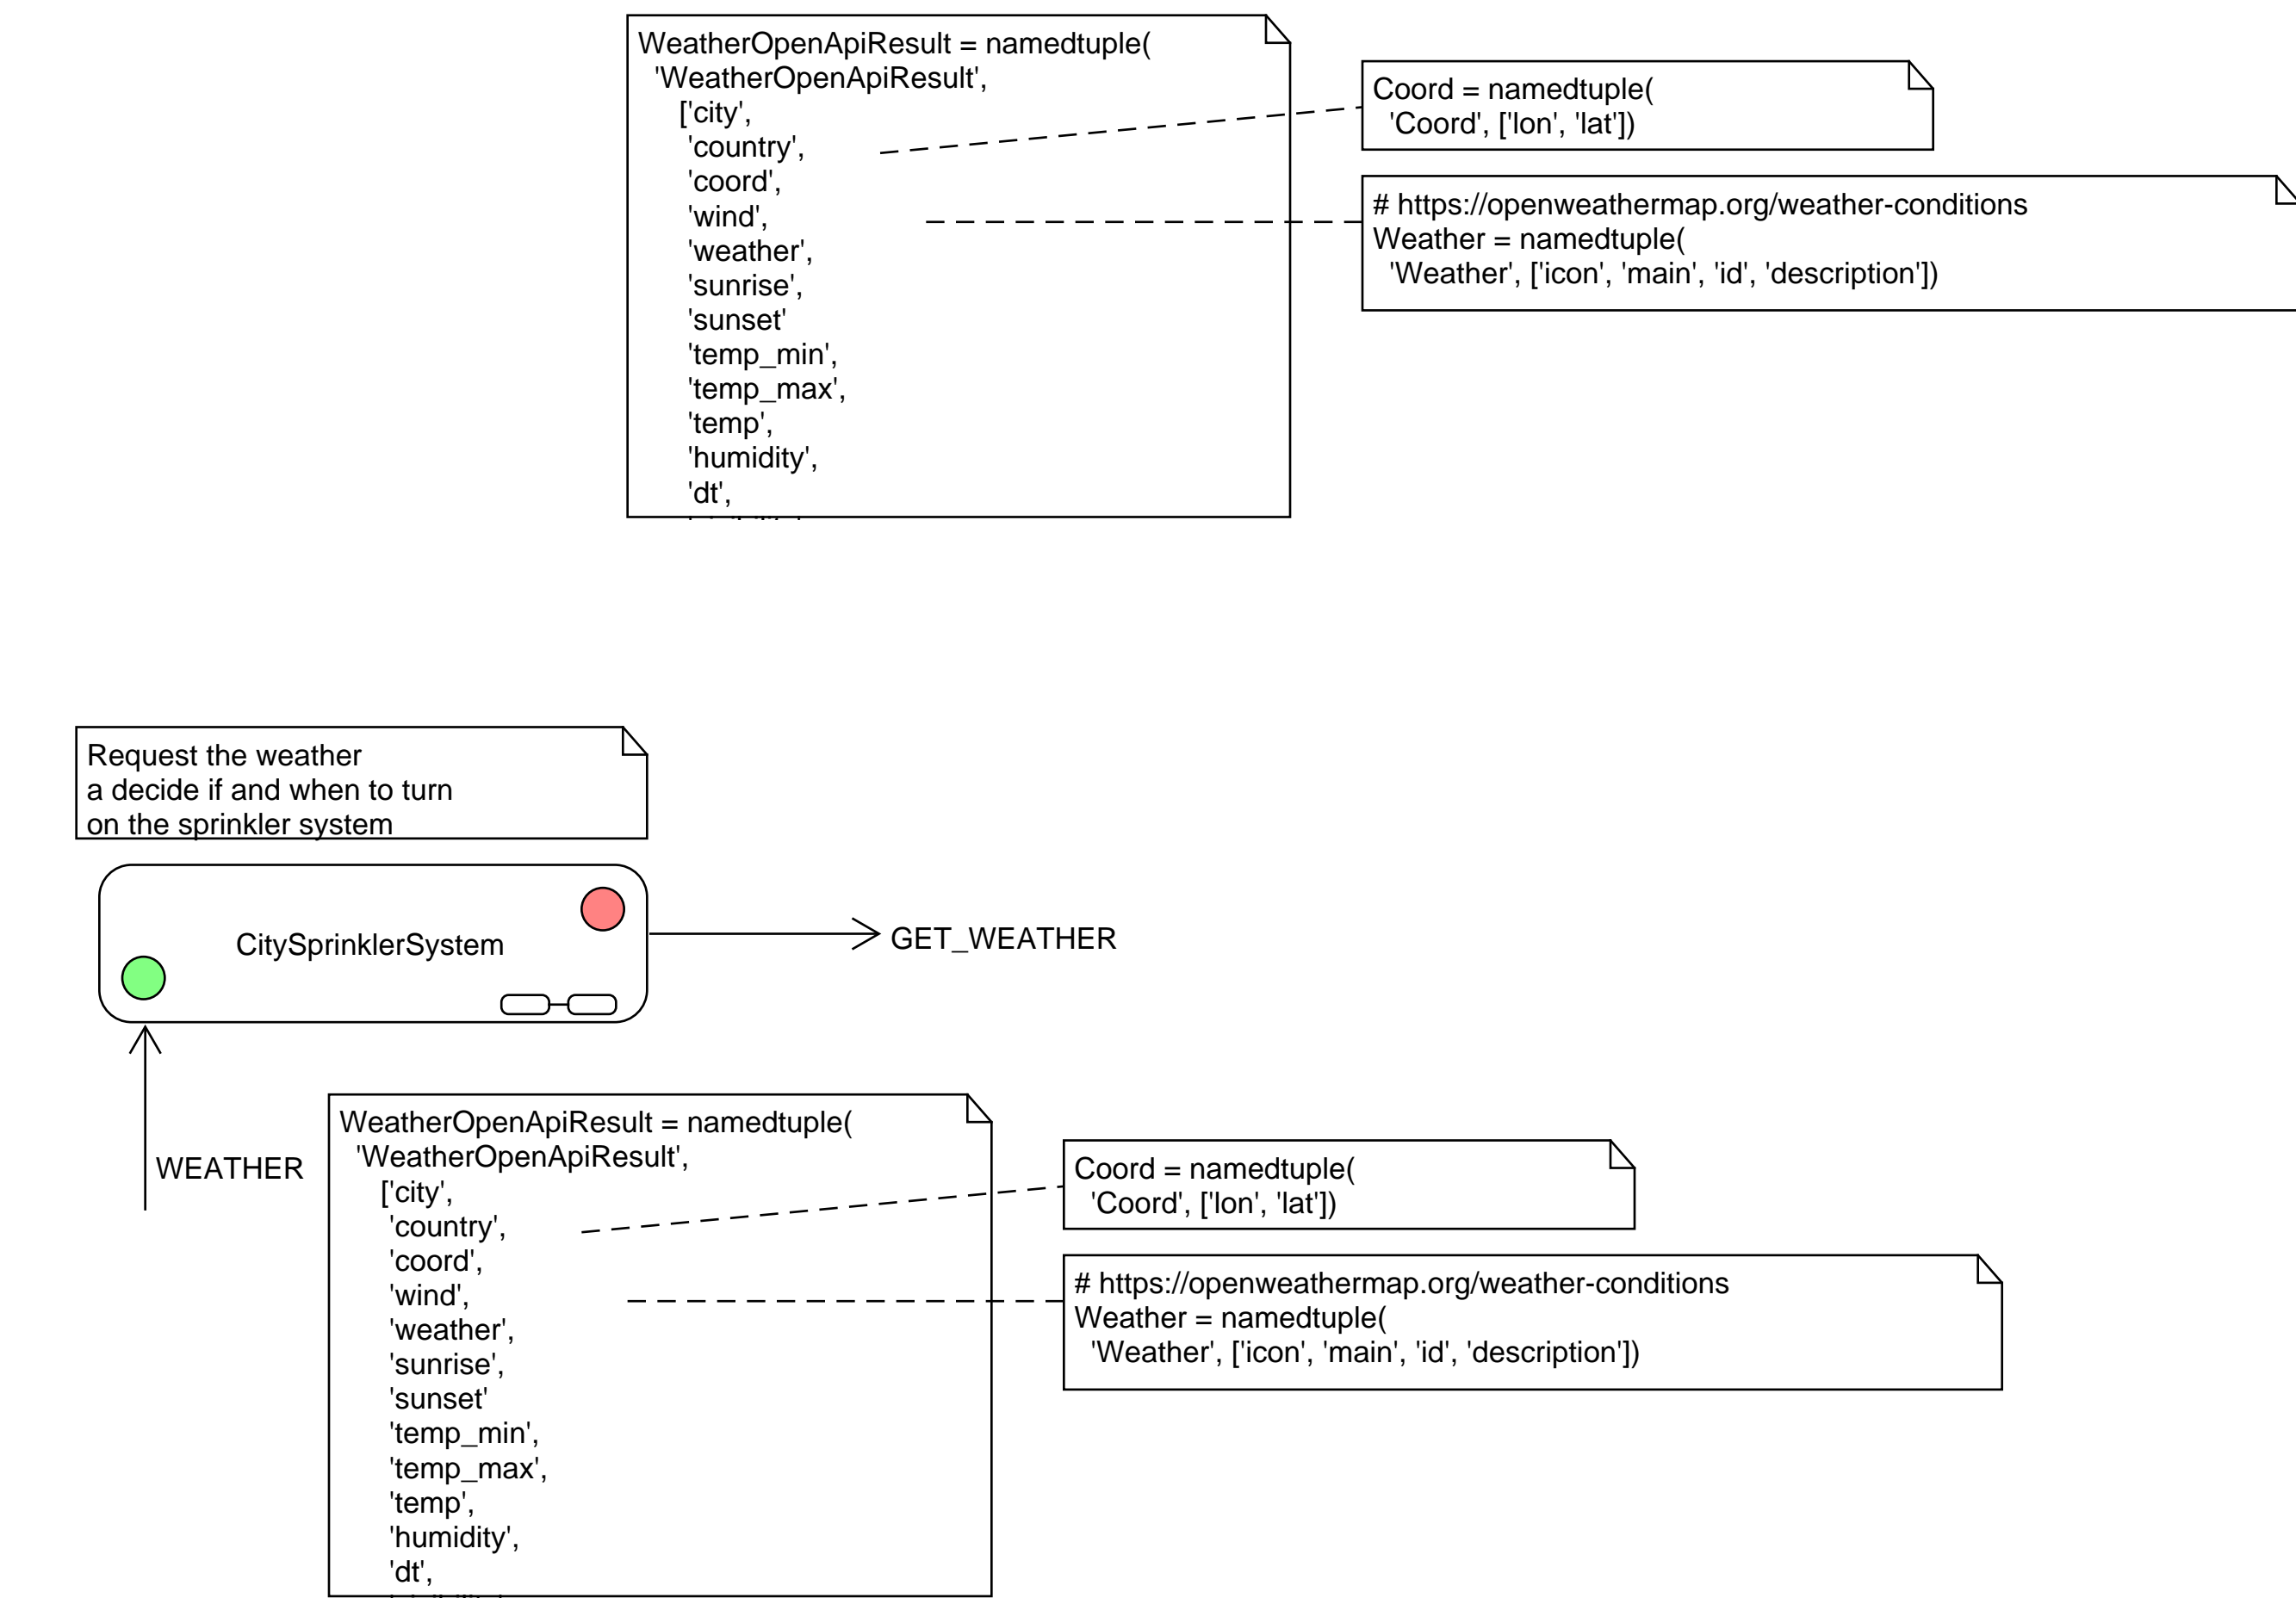 WeatherOpenApiResult = namedtuple(
'WeatherOpenApiResult',
['city',
'country',
'coord',
'wind',
'weather',
'sunrise',
'sunset'
'temp_min',
'temp_max',
'temp',
'humidity',
'dt',
Coord = namedtuple(
'Coord', ['lon', 'lat'])
# https://openweathermap.org/weather-conditions
Weather = namedtuple(
'Weather', ['icon', 'main', 'id', 'description'])
Request the weather
a decide if and when to turn
on the sprinkler system
CitySprinklerSystem
GET_WEATHER
WEATHER
WeatherOpenApiResult = namedtuple(
'WeatherOpenApiResult',
['city',
'country',
'coord',
'wind',
'weather',
'sunrise',
'sunset'
'temp_min',
'temp_max',
'temp',
'humidity',
'dt',
Coord = namedtuple(
'Coord', ['lon', 'lat'])
# https://openweathermap.org/weather-conditions
Weather = namedtuple(
'Weather', ['icon', 'main', 'id', 'description'])